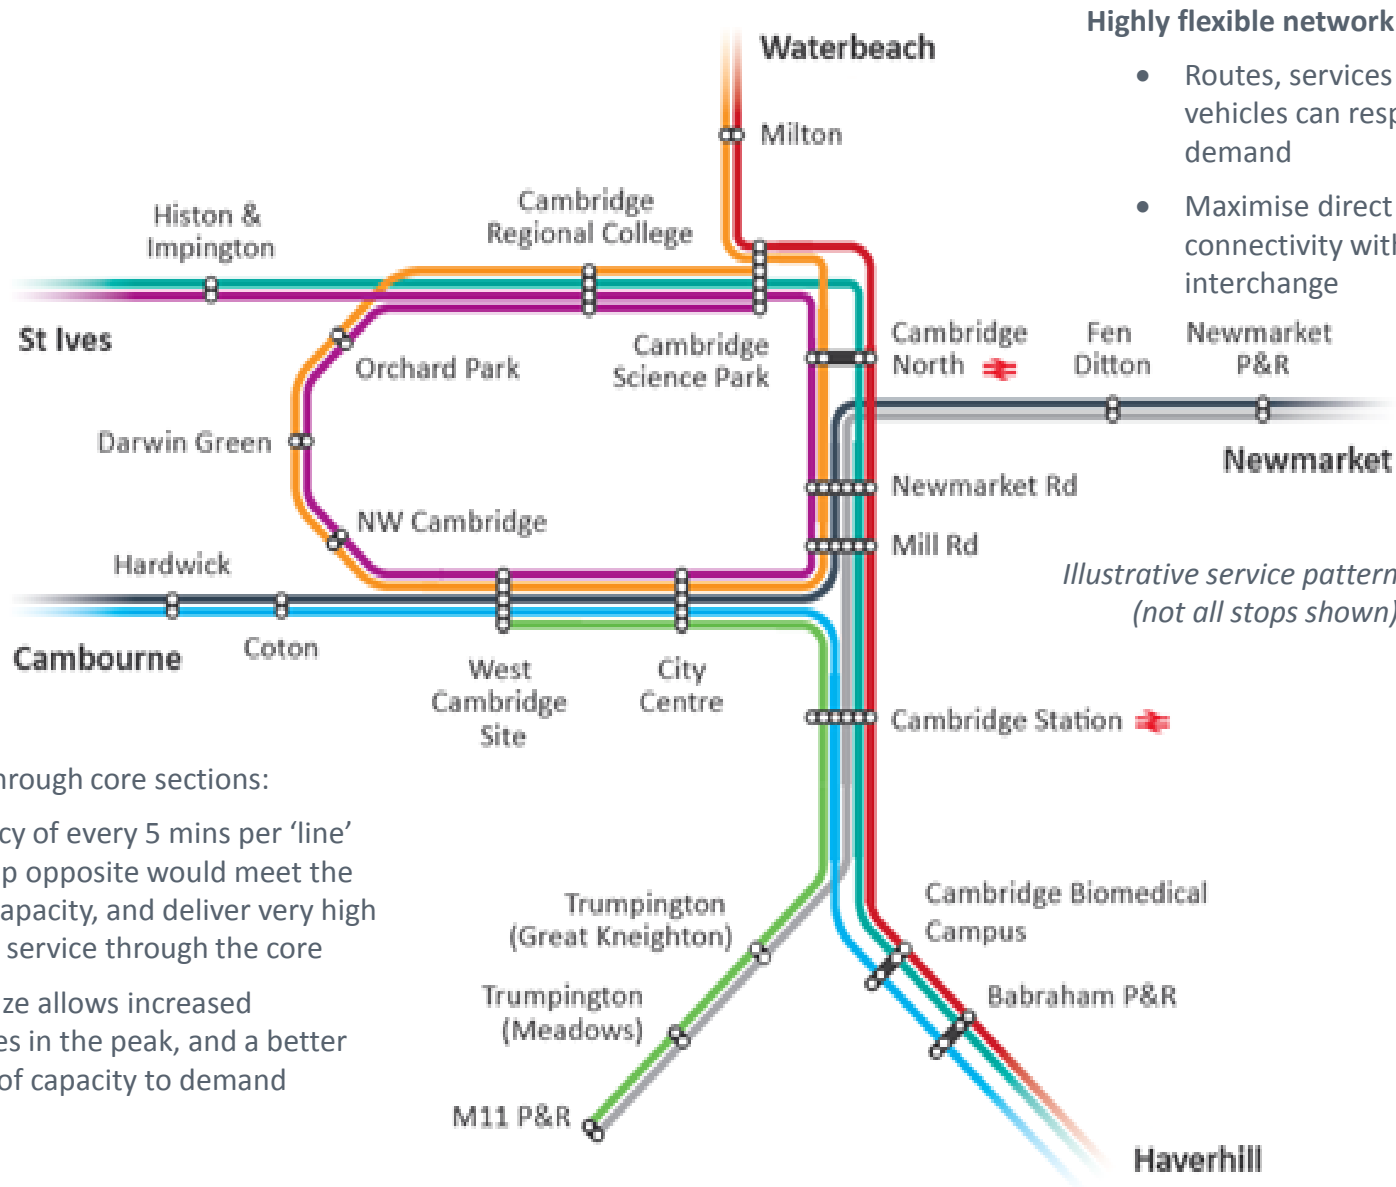 Highly flexible network
• Routes, services
vehicles can resp
demand
• Maximise direct
connectivity with
interchange
Waterbeach
Milton
Histon &
Impington
Cambridge
Regional College
St Ives
Orchard Park
Cambridge
Science Park
Cambridge
North
Fen
Ditton
Newmarket
P&R
Darwin Green
Newmarket
Newmarket Rd
NW Cambridge
Mill Rd
Hardwick
Illustrative service pattern
(not all stops shown)
Cambourne
Coton
West
Cambridge
Site
City
Centre
Cambridge Station
hrough core sections:
cy of every 5 mins per ‘line’
p opposite would meet the
apacity, and deliver very high
service through the core
ze allows increased
es in the peak, and a better
of capacity to demand
Trumpington
(Great Kneighton)
Cambridge Biomedical
Campus
Trumpington
(Meadows)
Babraham P&R
M11 P&R
Haverhill